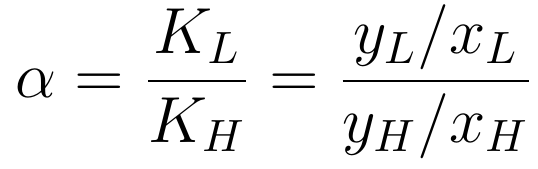 α = K_L / K_H = (y_L/x_L) / (y_H/x_H)